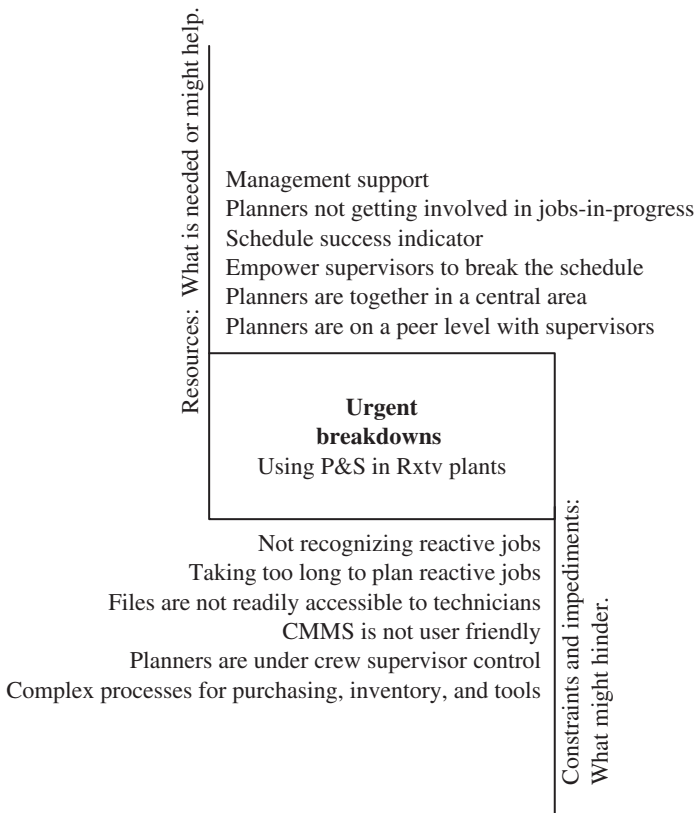 Resources: What is needed or might help.
Management support
Planners not getting involved in jobs-in-progress
Schedule success indicator
Empower supervisors to break the schedule
Planners are together in a central area
Planners are on a peer level with supervisors
Urgent
breakdowns
Using P&S in Rxtv plants
Not recognizing reactive jobs
Taking too long to plan reactive jobs
Files are not readily accessible to technicians
CMMS is not user friendly
Planners are under crew supervisor control
Complex processes for purchasing, inventory, and tools
Constraints and impediments:
What might hinder.